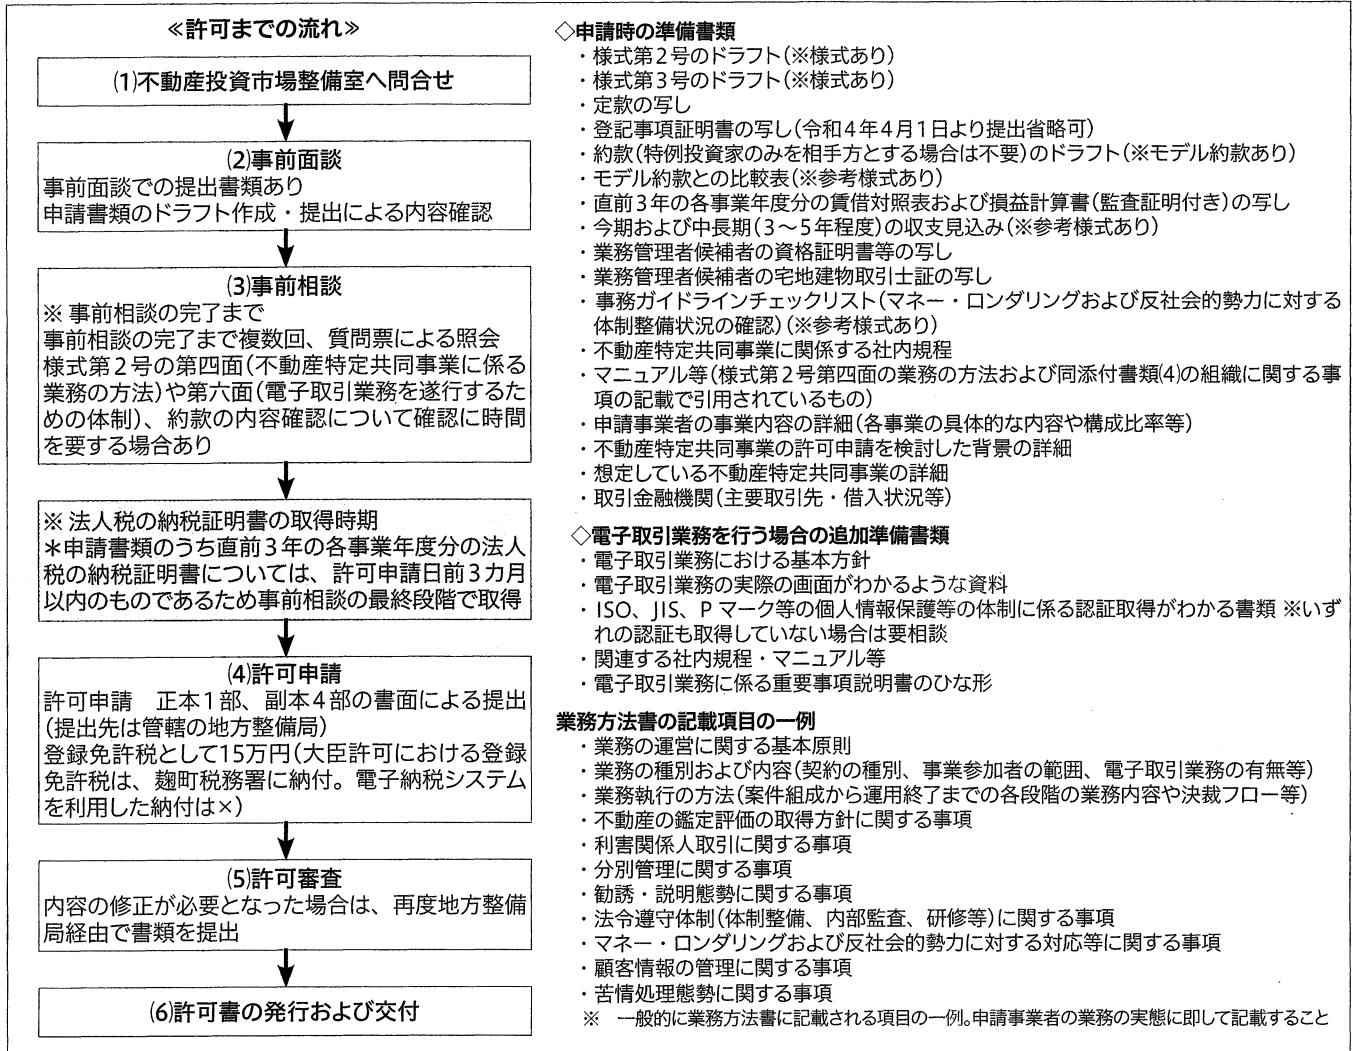 ≪許可までの流れ≫
⑴不動産投資市場整備室へ問合せ
⑵事前面談
事前面談での提出書類あり
申請書類のドラフト作成・提出による内容確認
⑶事前相談
※ 事前相談の完了まで
事前相談の完了まで複数回、質問票による照会
様式第2号の第四面(不動産特定共同事業に係る
業務の方法)や第六面(電子取引業務を遂行するた
めの体制)、約款の内容確認について確認に時間
を要する場合あり
※ 法人税の納税証明書の取得時期
＊申請書類のうち直前3年の各事業年度分の法人
税の納税証明書については、許可申請日前3カ月
以内のものであるため事前相談の最終段階で取得
⑷許可申請
許可申請　正本1部、副本4部の書面による提出
(提出先は管轄の地方整備局)
登録免許税として15万円(大臣許可における登録
免許税は、麹町税務署に納付。電子納税システム
を利用した納付は×)
⑸許可審査
内容の修正が必要となった場合は、再度地方整備
局経由で書類を提出
⑹許可書の発行および交付
◇申請時の準備書類
・様式第2号のドラフト(※様式あり)
・様式第3号のドラフト(※様式あり)
・定款の写し
・登記事項証明書の写し(令和4年4月1日より提出省略可)
・約款(特例投資家のみを相手方とする場合は不要)のドラフト(※モデル約款あり)
・モデル約款との比較表(※参考様式あり)
・直前3年の各事業年度分の賃借対照表および損益計算書(監査証明付き)の写し
・今期および中長期(3～5年程度)の収支見込み(※参考様式あり)
・業務管理者候補者の資格証明書等の写し
・業務管理者候補者の宅地建物取引士証の写し
・事務ガイドラインチェックリスト(マネー・ロンダリングおよび反社会的勢力に対する
体制整備状況の確認)(※参考様式あり)
・不動産特定共同事業に関係する社内規程
・マニュアル等(様式第2号第四面の業務の方法および同添付書類⑷の組織に関する事
項の記載で引用されているもの)
・申請事業者の事業内容の詳細(各事業の具体的な内容や構成比率等)
・不動産特定共同事業の許可申請を検討した背景の詳細
・想定している不動産特定共同事業の詳細
・取引金融機関(主要取引先・借入状況等)
◇電子取引業務を行う場合の追加準備書類
・電子取引業務における基本方針
・電子取引業務の実際の画面がわかるような資料
・ISO、JIS、Pマーク等の個人情報保護等の体制に係る認証取得がわかる書類 ※いず
れの認証も取得していない場合は要相談
・関連する社内規程・マニュアル等
・電子取引業務に係る重要事項説明書のひな形
業務方法書の記載項目の一例
・業務の運営に関する基本原則
・業務の種別および内容(契約の種別、事業参加者の範囲、電子取引業務の有無等)
・業務執行の方法(案件組成から運用終了までの各段階の業務内容や決裁フロー等)
・不動産の鑑定評価の取得方針に関する事項
・利害関係人取引に関する事項
・分別管理に関する事項
・勧誘・説明態勢に関する事項
・法令遵守体制(体制整備、内部監査、研修等)に関する事項
・マネー・ロンダリングおよび反社会的勢力に対する対応等に関する事項
・顧客情報の管理に関する事項
・苦情処理態勢に関する事項
※　一般的に業務方法書に記載される項目の一例。申請事業者の業務の実態に即して記載すること